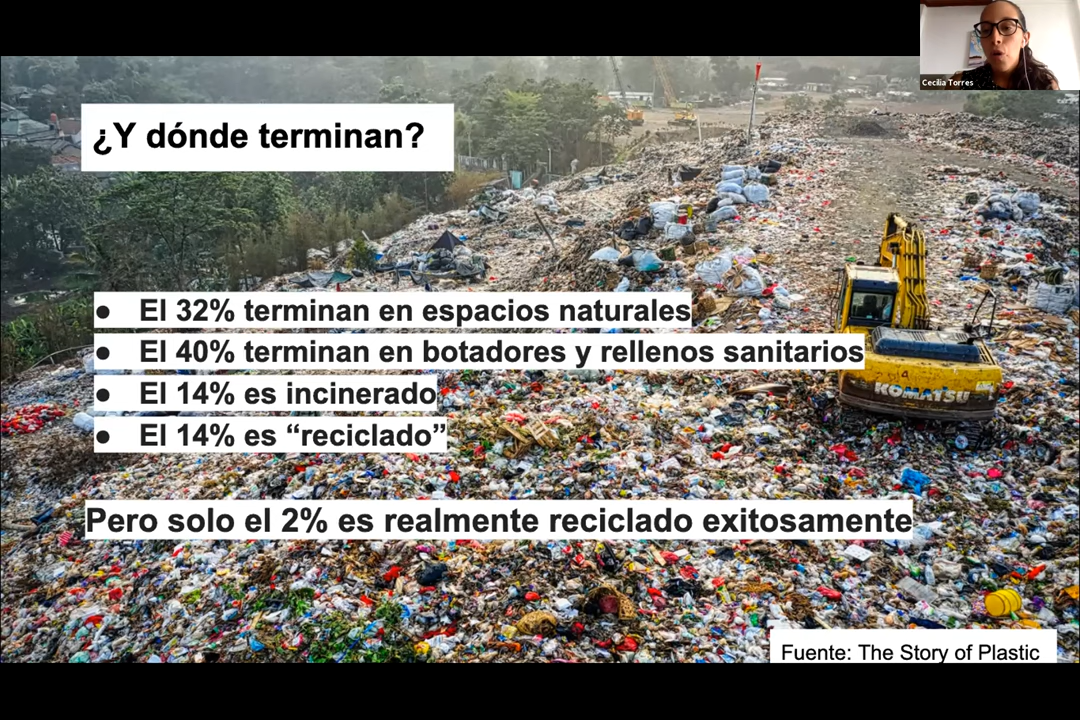 Cecilia Torres
¿Y dónde terminan?
● El 32% terminan en espacios naturales
● El 40% terminan en botadores y rellenos sanitarios
● El 14% es incinerado
● El 14% es “reciclado”
KOMATSU
Pero solo el 2% es realmente reciclado exitosamente
Fuente: The Story of Plastic